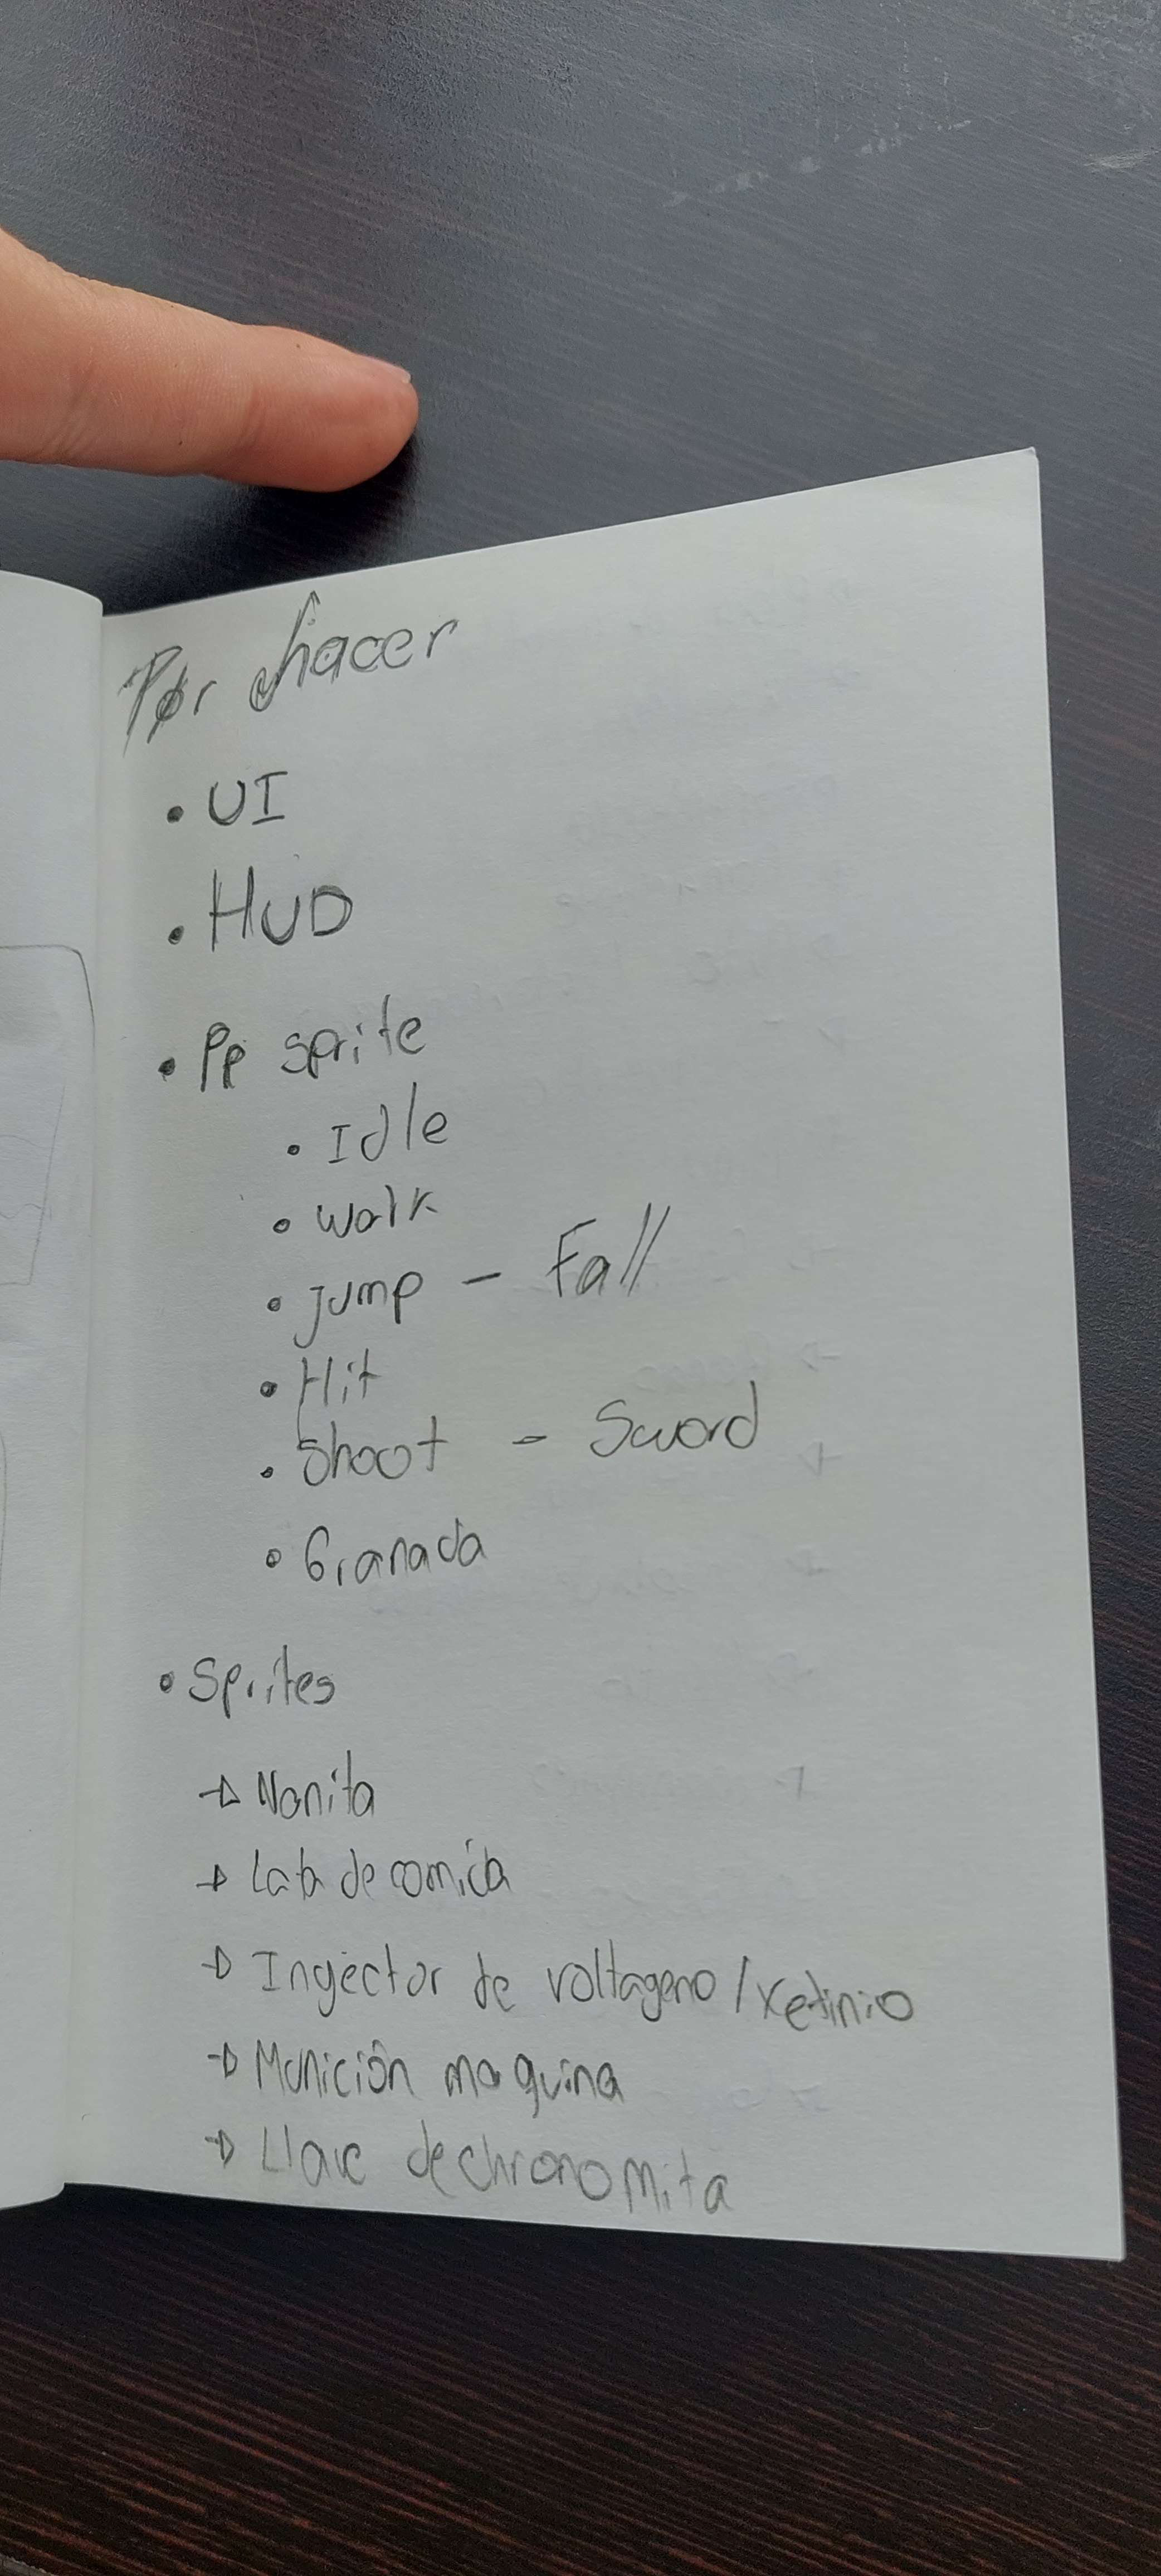 Por hacer
• UI
• HUD
• Pp sprite
• Idle
• walk
• jump - Fall
• Hit
• Shoot - Sword
• Granada
• Sprites
→ Nanita
→ Lata de comida
→ Ingector de voltageno / xetinio
→ Munición maquina
→ Llave de chronomita